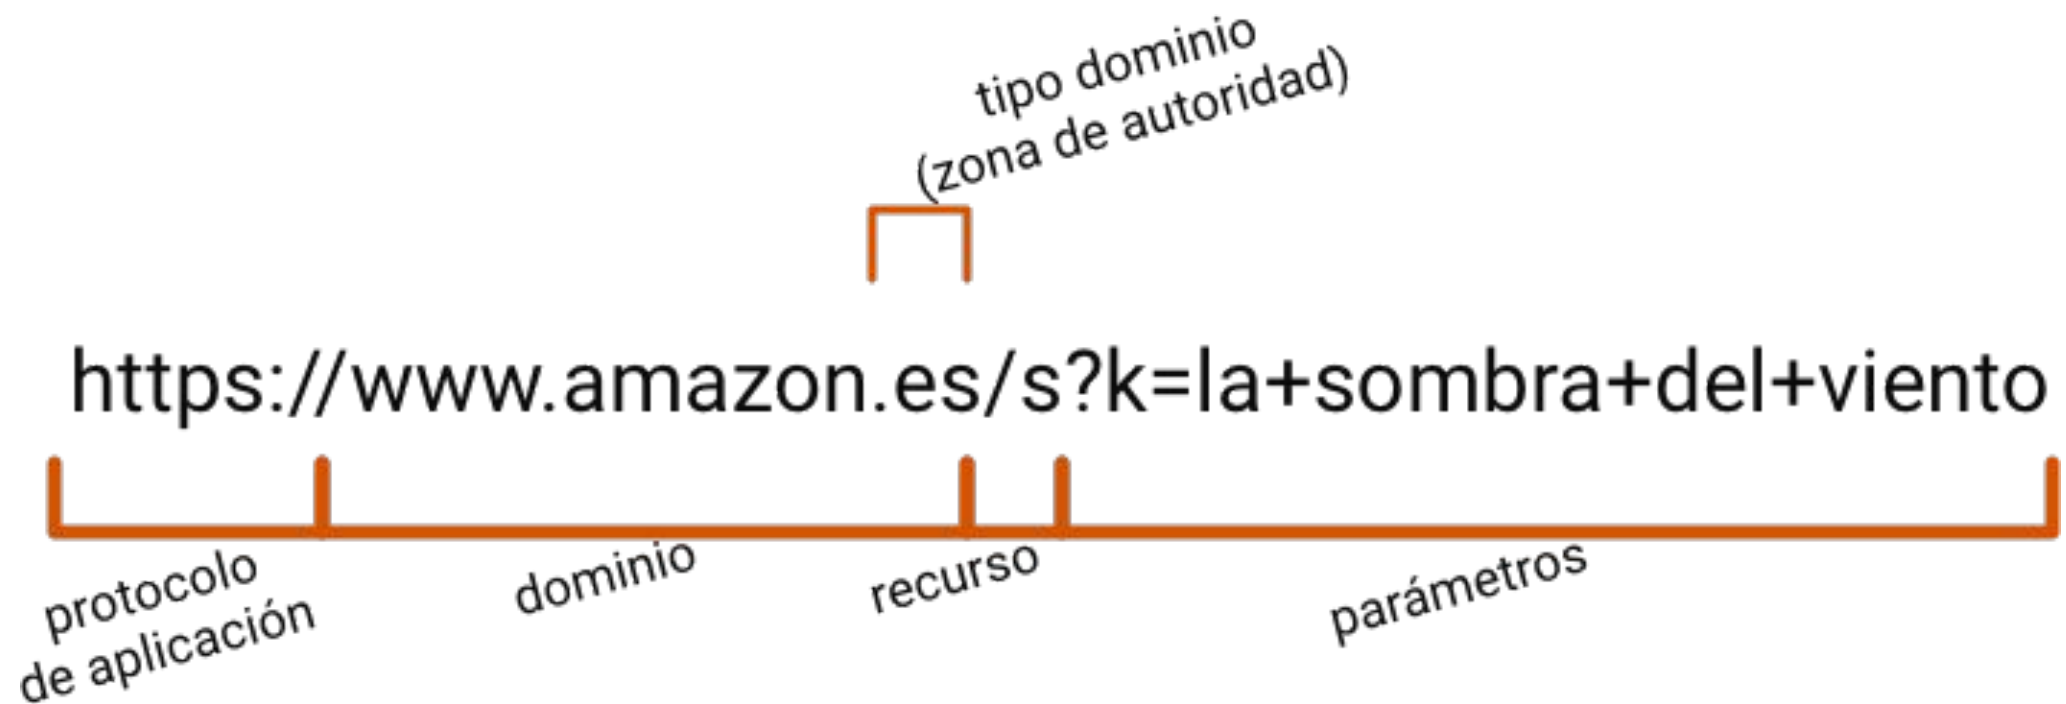 tipo dominio
(zona de autoridad)
https://www.amazon.es/s?k=la+sombra+del+viento
protocolo
de aplicación
dominio
recurso
parámetros